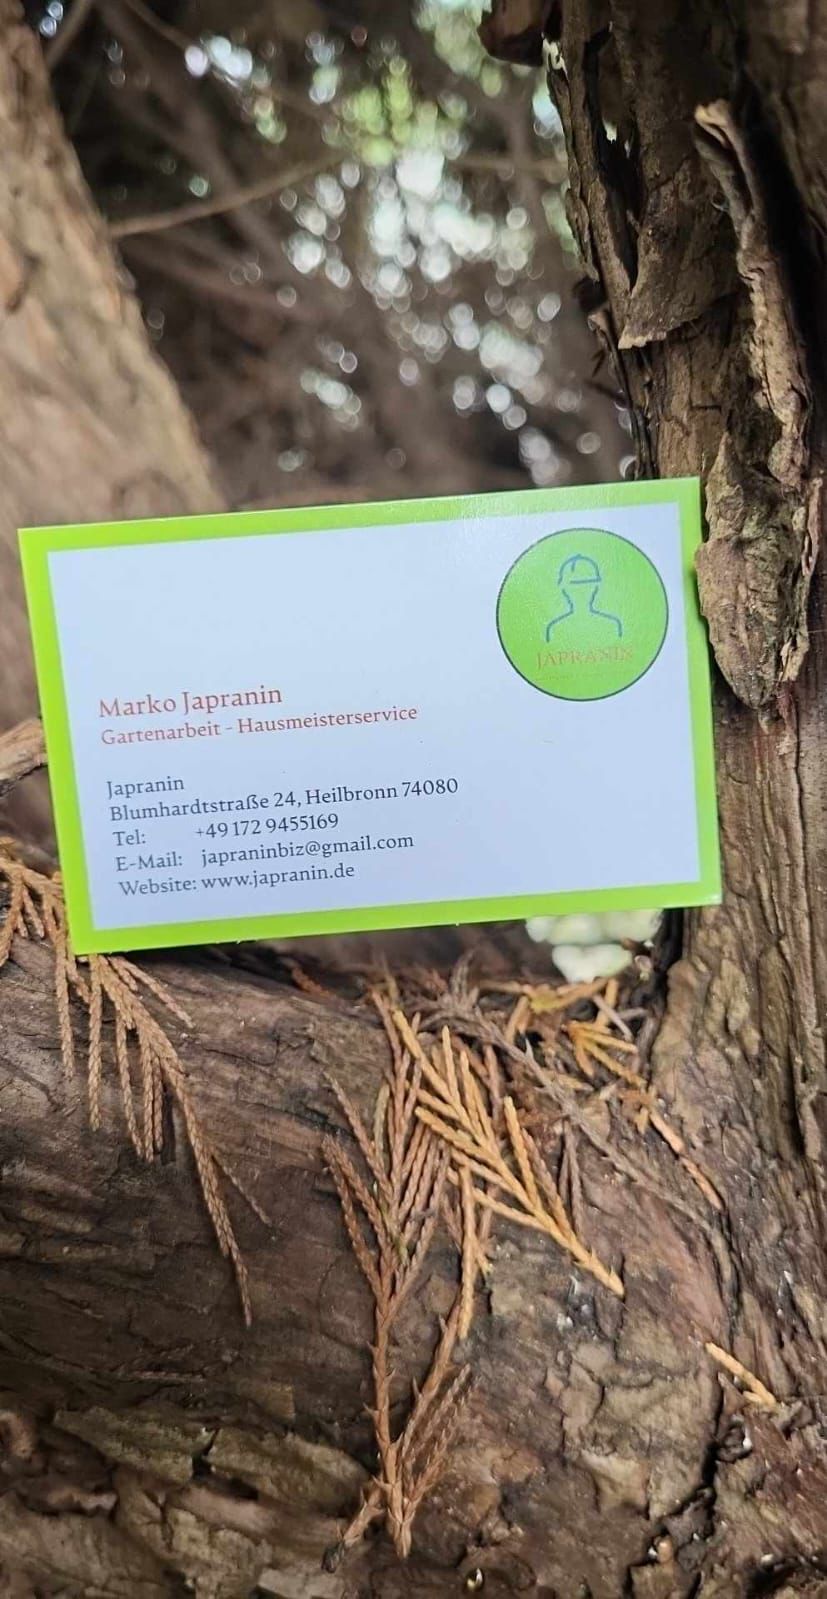 JAPRANIN
Marko Japranin
Gartenarbeit - Hausmeisterservice
Japranin
Blumhardtstraße 24, Heilbronn 74080
Tel: +49 172 9455169
E-Mail: japraninbiz@gmail.com
Website: www.japranin.de